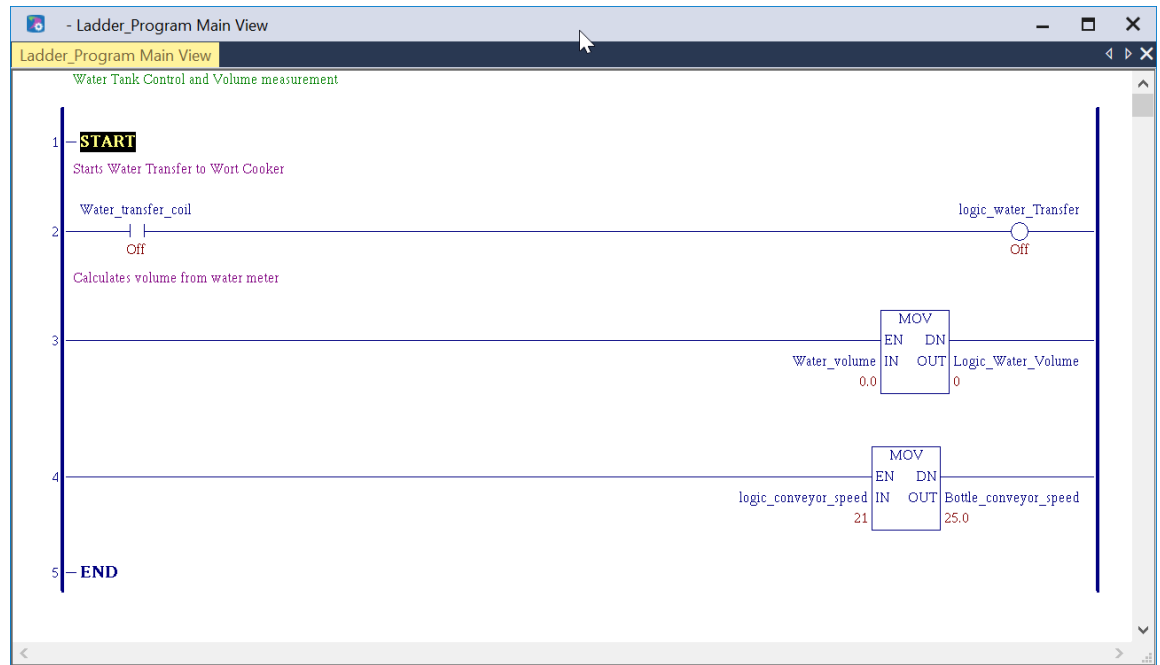 - Ladder_Program Main View
Ladder_Program Main View
Water Tank Control and Volume measurement
1 START
Starts Water Transfer to Wort Cooker
Water_transfer_coil logic_water_Transfer
2
Off Off
Calculates volume from water meter
MOV
3 EN DN
Water_volume IN OUT Logic_Water_Volume
0.0 0
MOV
4 EN DN
logic_conveyor_speed IN OUT Bottle_conveyor_speed
21 25.0
5 END